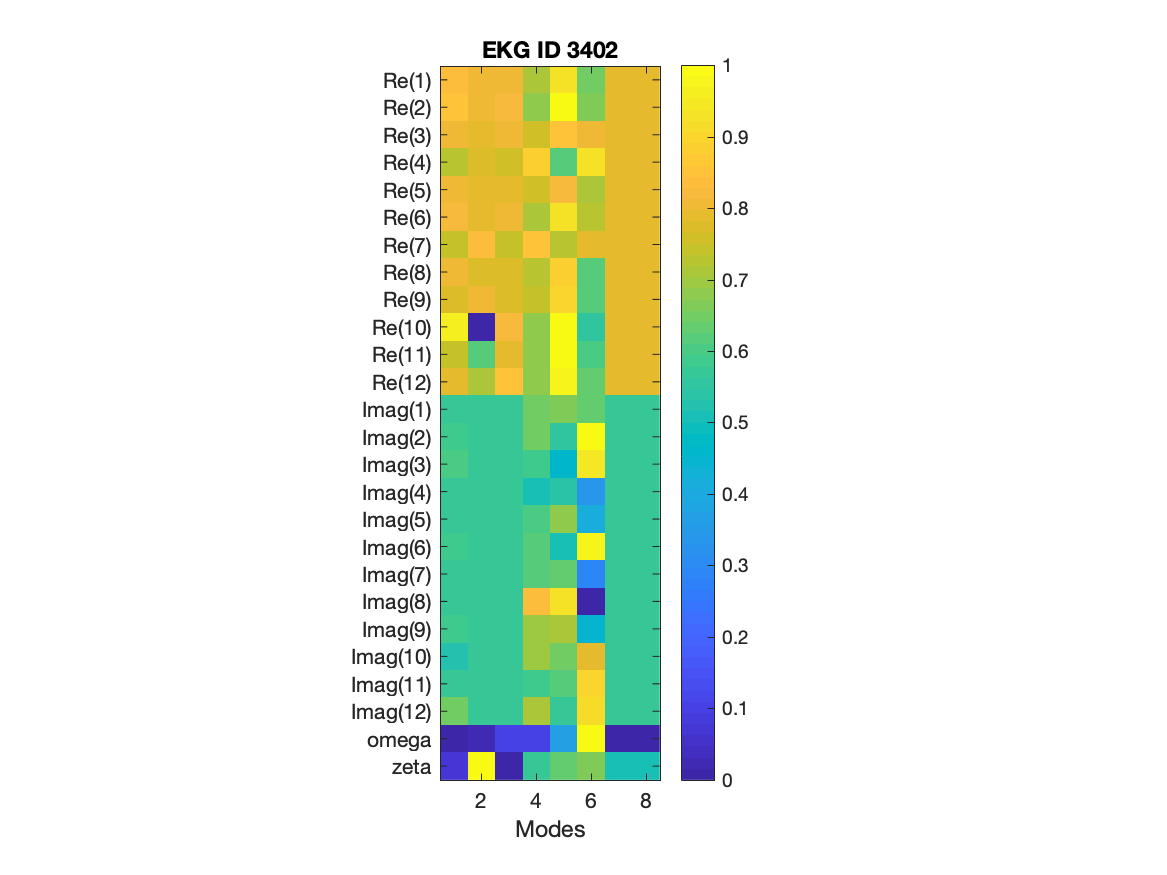 EKG ID 3402
Re(1)
Re(2)
Re(3)
Re(4)
Re(5)
Re(6)
Re(7)
Re(8)
Re(9)
Re(10)
Re(11)
Re(12)
Imag(1)
Imag(2)
Imag(3)
Imag(4)
Imag(5)
Imag(6)
Imag(7)
Imag(8)
Imag(9)
Imag(10)
Imag(11)
Imag(12)
omega
zeta
2 4 6 8
Modes
1
0.9
0.8
0.7
0.6
0.5
0.4
0.3
0.2
0.1
0